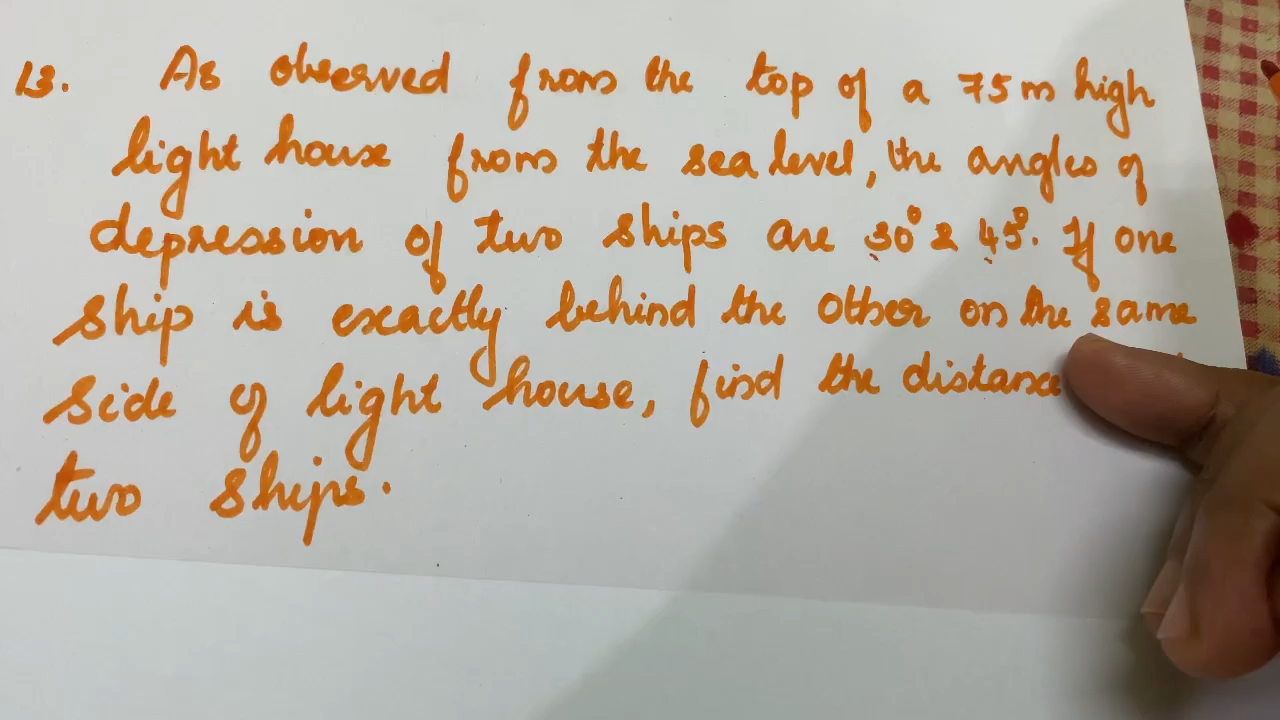 13. As observed from the top of a 75m high
light house from the sea level, the angles of
depression of two ships are 30° & 45°. If one
ship is exactly behind the other on the same
side of light house, find the distance
two ships.